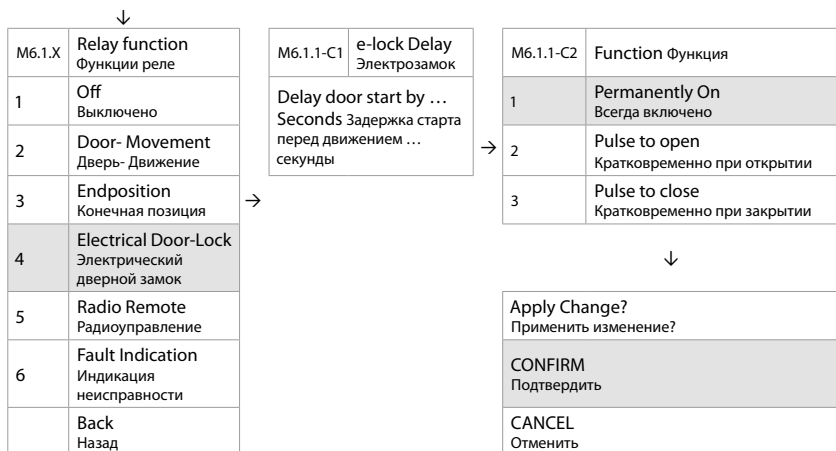 ↓
M6.1.X Relay function
Функции реле
1 Off
Выключено
2 Door- Movement
Дверь- Движение
3 Endposition
Конечная позиция
4 Electrical Door-Lock
Электрический
дверной замок
5 Radio Remote
Радиоуправление
6 Fault Indication
Индикация
неисправности
Back
Назад
→
M6.1.1-C1 e-lock Delay
Электрозамок
Delay door start by …
Seconds Задержка старта
перед движением …
секунды
→
M6.1.1-C2 Function Функция
1 Permanently On
Всегда включено
2 Pulse to open
Кратковременно при открытии
3 Pulse to close
Кратковременно при закрытии
↓
Apply Change?
Применить изменение?
CONFIRM
Подтвердить
CANCEL
Отменить